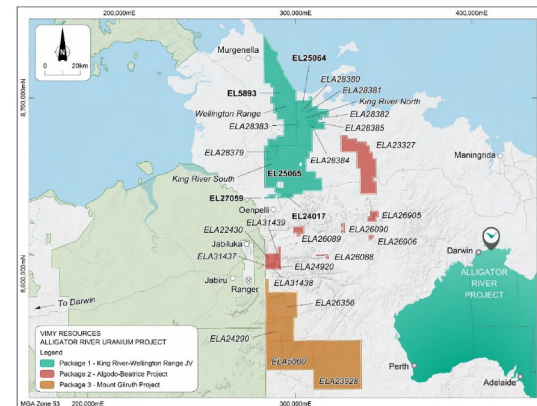 200,000mE
300,000mE
400,000mE
N
0
20km
Murgenella
EL25064
ELA28380
EL5893
ELA28381
8,700,000mN
King River North
Wellington Range
ELA28382
ELA28383
ELA28385
ELA28379
ELA28384
ELA23327
Maningrida
King River South
EL25065
EL27059
EL24017
Oenpelli
ELA31439
ELA26905
ELA22430
ELA26090
ELA26089
ELA26906
Jabiluka
ELA31437
ELA26088
Darwin
8,600,000mN
ELA24920
Jabiru
ELA31438
Ranger
ALLIGATOR
RIVER
PROJECT
ELA26356
To Darwin
VIMY RESOURCES
ALLIGATOR RIVER URANIUM PROJECT
ELA24290
Legend
Package 1 - King River-Wellington Range JV
Package 2 - Algodo-Beatrice Project
Package 3 - Mount Gilruth Project
ELA5060
Perth
ELA23928
Adelaide
MGA Zone 53
200,000mE
300,000mE